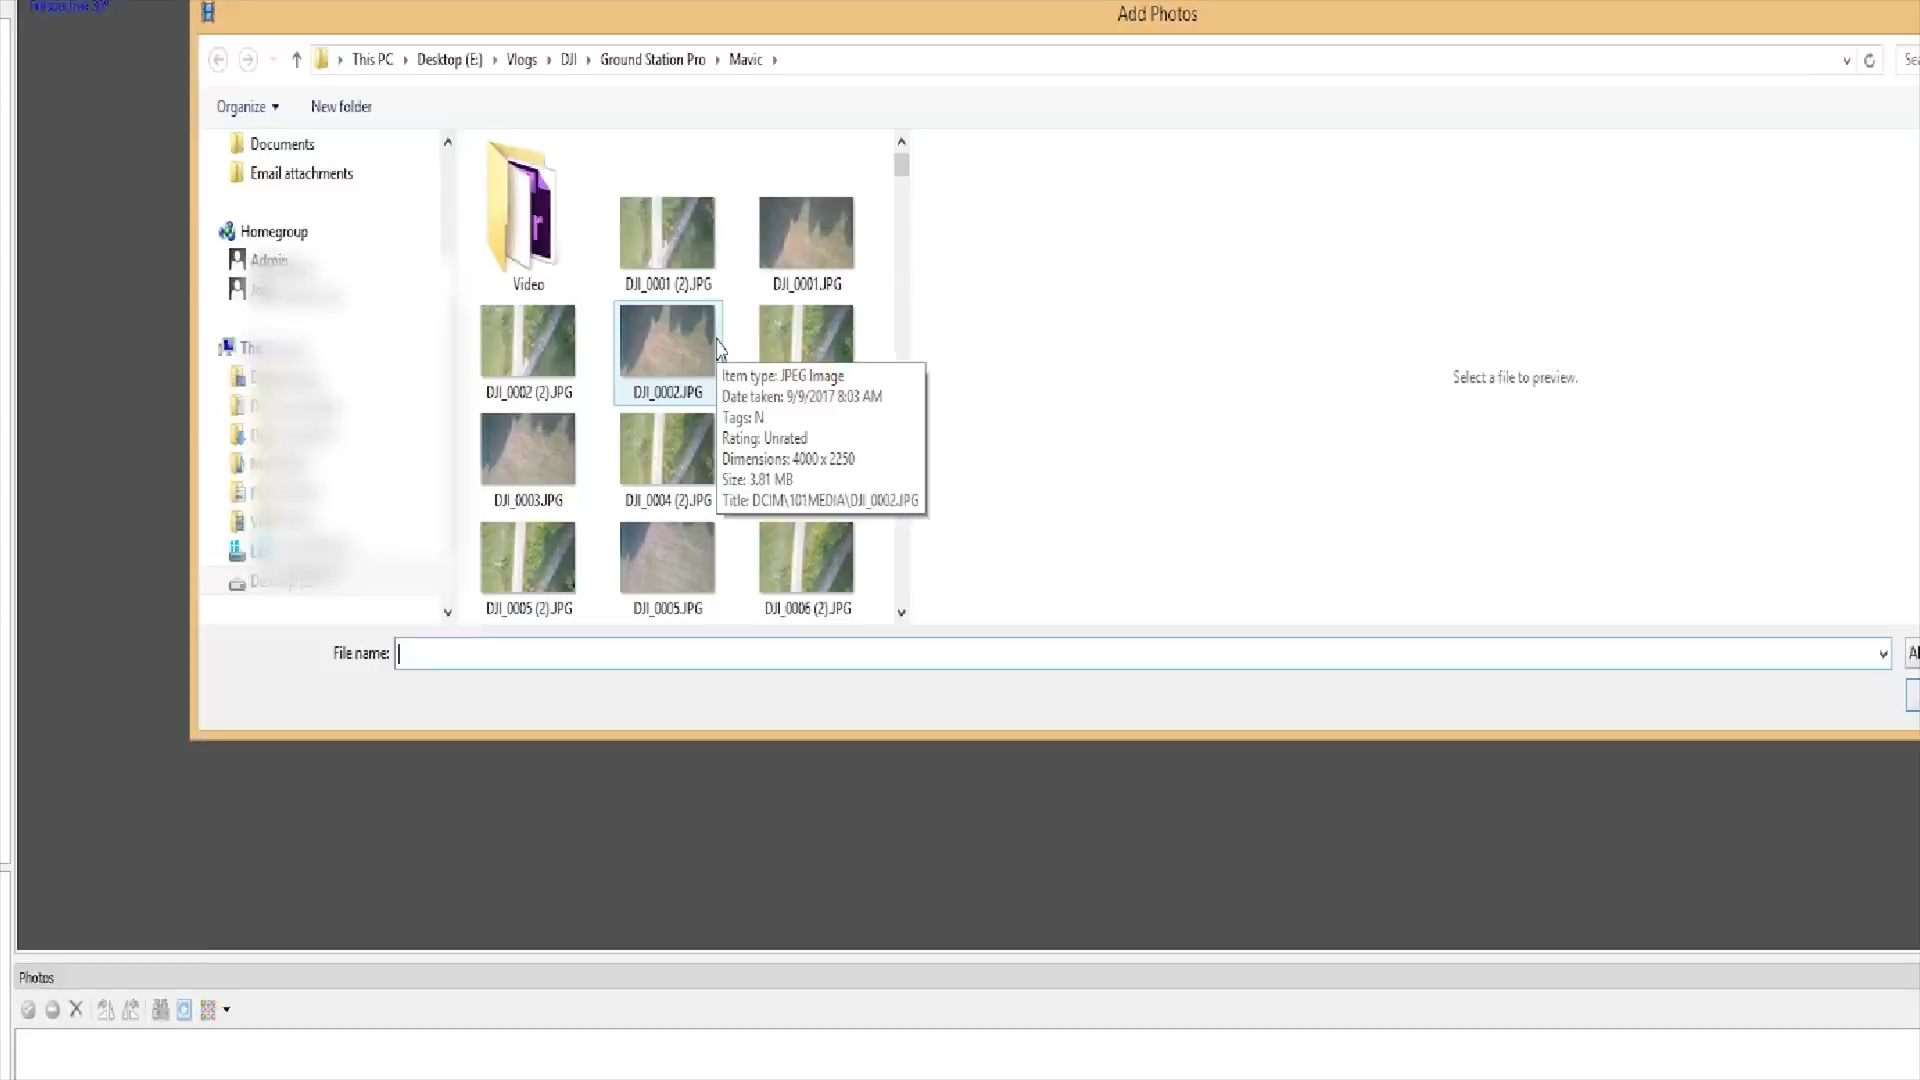 Perspective 30°
Add Photos
This PC > Desktop (E:) > Vlogs > DJI > Ground Station Pro > Mavic >
Organize
New folder
Documents
Email attachments
Homegroup
Admin
Video
DJI_0001 (2).JPG
DJI_0001.JPG
DJI_0002 (2).JPG
DJI_0002.JPG
Item type: JPEG Image
Date taken: 9/9/2017 8:03 AM
Tags: N
Rating: Unrated
Dimensions: 4000 x 2250
Size: 3.81 MB
Title: DCIM\101MEDIA\DJI_0002.JPG
DJI_0003.JPG
DJI_0004 (2).JPG
DJI_0005 (2).JPG
DJI_0005.JPG
DJI_0006 (2).JPG
Select a file to preview.
File name:
Photos